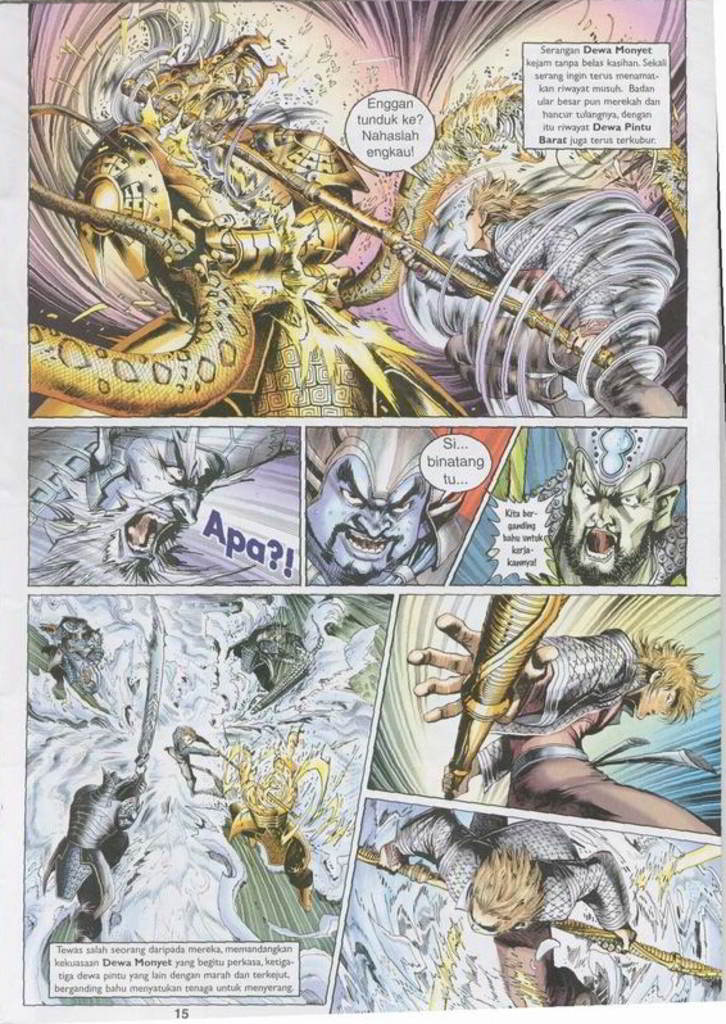 Enggan
tunduk ke?
Nahaslah
engkau!
Serangan Dewa Monyet
kejam tanpa belas kasihan. Sekali
serang ingin terus menamat-
kan riwayat musuh. Badan
ular besar pun merekah dan
hancur tulangnya, dengan
itu riwayat Dewa Pintu
Barat juga terus terkubur.
Apa?!
Si...
binatang
tu...
Kita ber-
ganding
bahu untuk
kerja-
kannya!
Tewas salah seorang daripada mereka, memandangkan
kekuasaan Dewa Monyet yang begitu perkasa, ketiga-
tiga dewa pintu yang lain dengan marah dan terkejut,
berganding bahu menyatukan tenaga untuk menyerang.
15